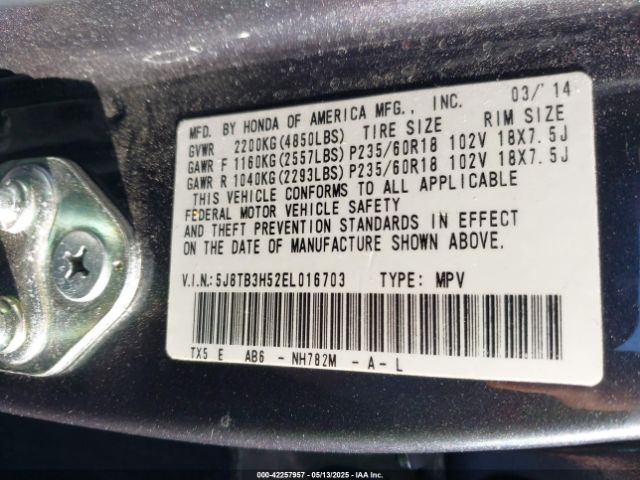 MFD. BY HONDA OF AMERICA MFG., INC. 03/'14
GVWR 2200KG(4850LBS) TIRE SIZE RIM SIZE
GAWR F 1160KG(2557LBS)P235/60R18 102V 18X7.5J
GAWR R 1040KG(2293LBS)P235/60R18 102V 18X7.5J
THIS VEHICLE CONFORMS TO ALL APPLICABLE
FEDERAL MOTOR VEHICLE SAFETY
AND THEFT PREVENTION STANDARDS IN EFFECT
ON THE DATE OF MANUFACTURE SHOWN ABOVE.
V.I.N.:5J8TB3H52EL016703 TYPE: MPV
TX5 E AB6 -NH782M -A-L
000-42257957 | 05/13/2025 | IAA Inc.